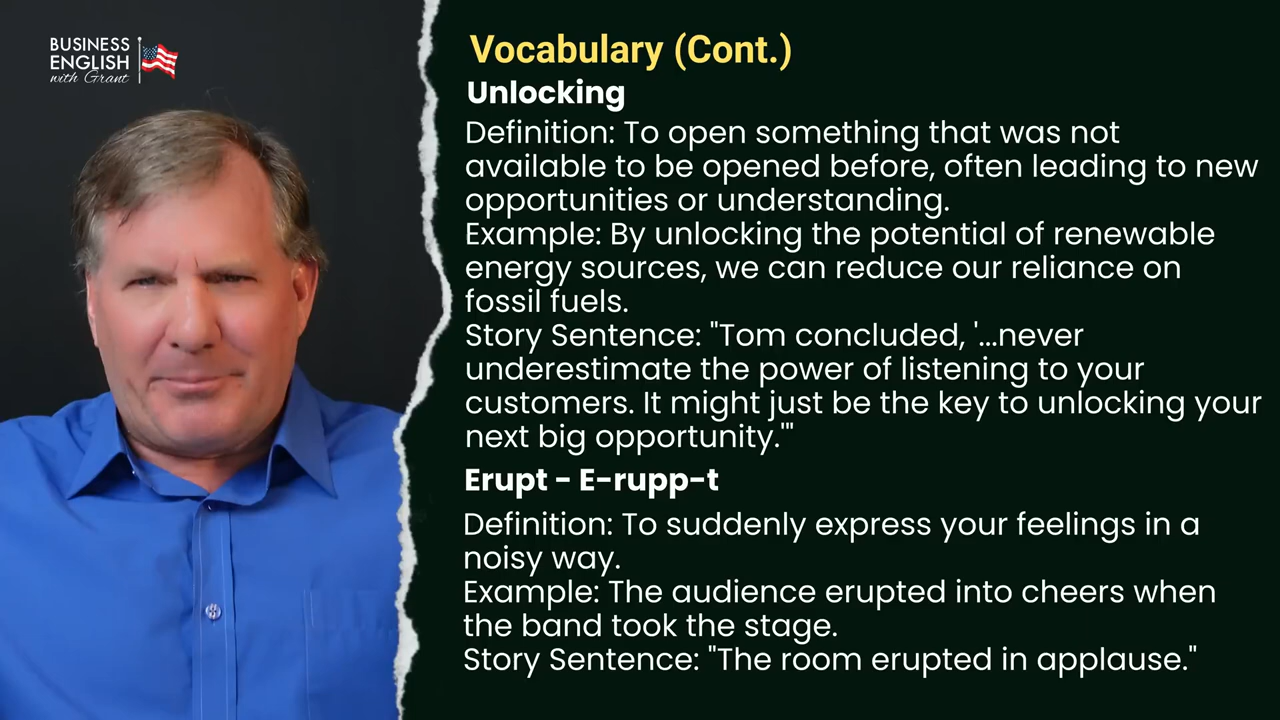 BUSINESS
ENGLISH
with Grant
Vocabulary (Cont.)
Unlocking
Definition: To open something that was not
available to be opened before, often leading to new
opportunities or understanding.
Example: By unlocking the potential of renewable
energy sources, we can reduce our reliance on
fossil fuels.
Story Sentence: "Tom concluded, '...never
underestimate the power of listening to your
customers. It might just be the key to unlocking your
next big opportunity.'"
Erupt - E-rupp-t
Definition: To suddenly express your feelings in a
noisy way.
Example: The audience erupted into cheers when
the band took the stage.
Story Sentence: "The room erupted in applause."